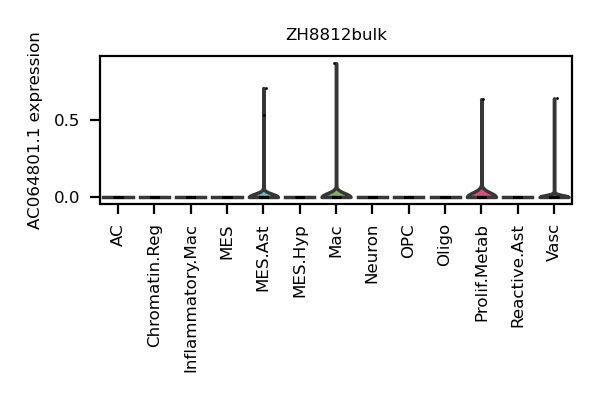 ZH8812bulk
AC064801.1 expression
0.5
0.0
AC
Chromatin.Reg
Inflammatory.Mac
MES
MES.Ast
MES.Hyp
Mac
Neuron
OPC
Oligo
Prolif.Metab
Reactive.Ast
Vasc